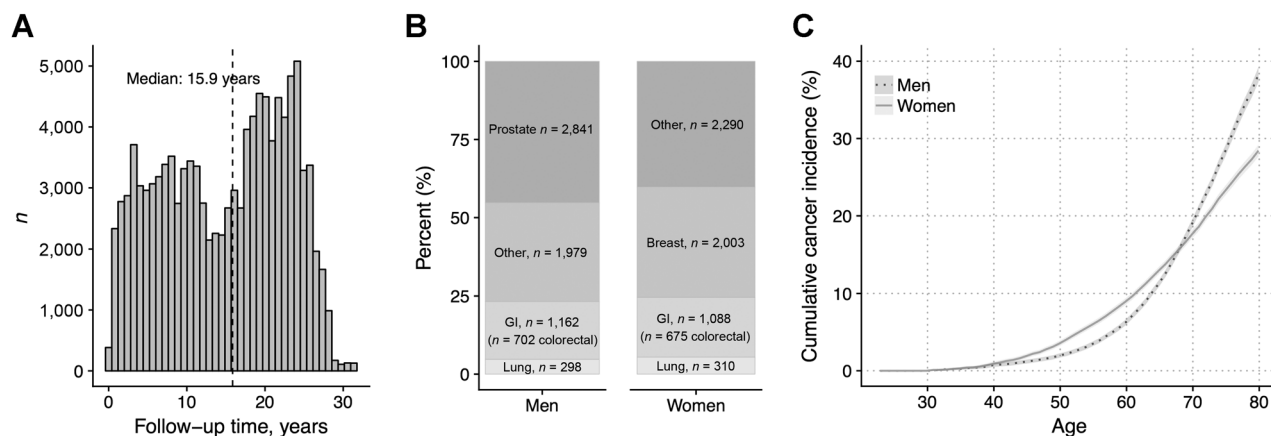 A
Median: 15.9 years
5,000
4,000
3,000
2,000
1,000
0
n
0 10 20 30
Follow–up time, years
B
100
75
50
25
0
Percent (%)
Prostate n = 2,841
Other, n = 1,979
GI, n = 1,162
(n = 702 colorectal)
Lung, n = 298
Other, n = 2,290
Breast, n = 2,003
GI, n = 1,088
(n = 675 colorectal)
Lung, n = 310
Men Women
C
40
30
20
10
0
Cumulative cancer incidence (%)
Men
Women
30 40 50 60 70 80
Age